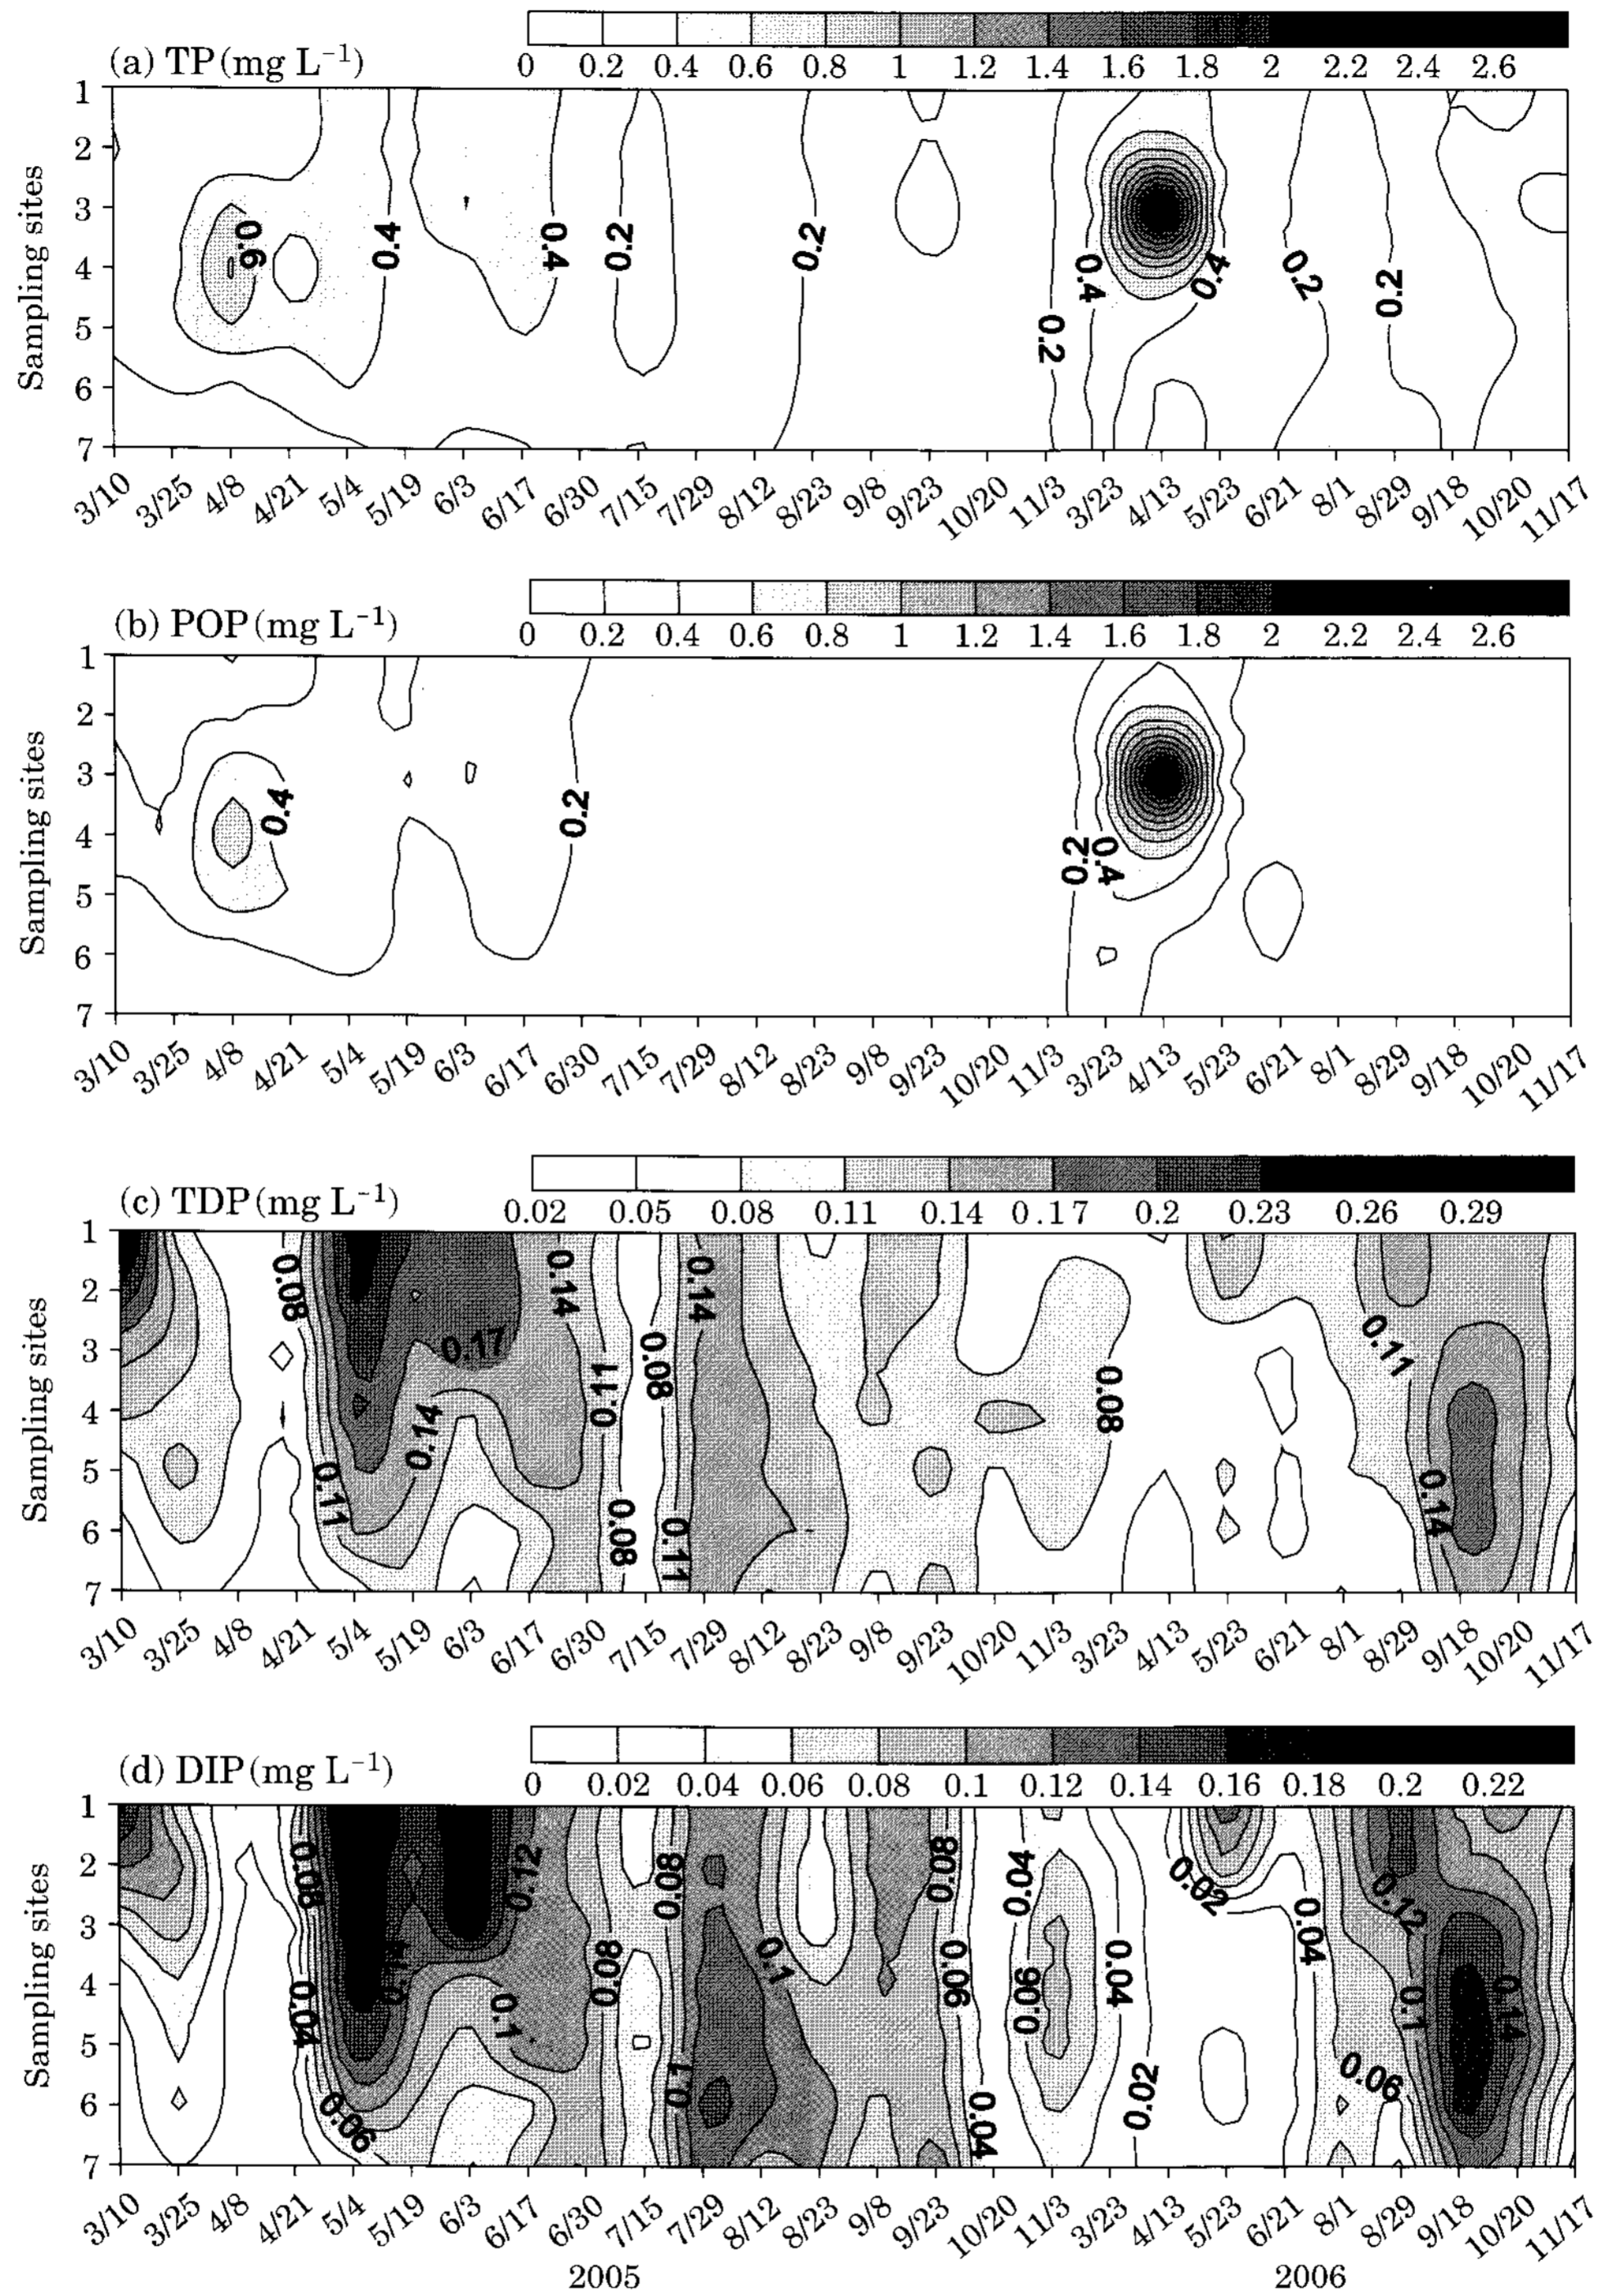 (a) TP (mg L⁻¹)
0 0.2 0.4 0.6 0.8 1 1.2 1.4 1.6 1.8 2 2.2 2.4 2.6
Sampling sites
1
2
3
4
5
6
7
0.6 0.4 0.4 0.2 0.2 0.2 0.4 0.4 0.2 0.2
3/10 3/25 4/8 4/21 5/4 5/19 6/3 6/17 6/30 7/15 7/29 8/12 8/23 9/8 9/23 10/20 11/3 3/23 4/13 5/23 6/21 8/1 8/29 9/18 10/20 11/17
(b) POP (mg L⁻¹)
0 0.2 0.4 0.6 0.8 1 1.2 1.4 1.6 1.8 2 2.2 2.4 2.6
Sampling sites
1
2
3
4
5
6
7
0.4 0.2 0.2 0.4
3/10 3/25 4/8 4/21 5/4 5/19 6/3 6/17 6/30 7/15 7/29 8/12 8/23 9/8 9/23 10/20 11/3 3/23 4/13 5/23 6/21 8/1 8/29 9/18 10/20 11/17
(c) TDP (mg L⁻¹)
0.02 0.05 0.08 0.11 0.14 0.17 0.2 0.23 0.26 0.29
Sampling sites
1
2
3
4
5
6
7
0.08 0.11 0.14 0.17 0.14 0.11 0.08 0.08 0.11 0.14 0.08 0.11 0.14
3/10 3/25 4/8 4/21 5/4 5/19 6/3 6/17 6/30 7/15 7/29 8/12 8/23 9/8 9/23 10/20 11/3 3/23 4/13 5/23 6/21 8/1 8/29 9/18 10/20 11/17
(d) DIP (mg L⁻¹)
0 0.02 0.04 0.06 0.08 0.1 0.12 0.14 0.16 0.18 0.2 0.22
Sampling sites
1
2
3
4
5
6
7
0.08 0.04 0.06 0.14 0.1 0.12 0.08 0.08 0.1 0.1 0.08 0.06 0.04 0.04 0.06 0.04 0.02 0.02 0.04 0.06 0.12 0.1 0.14
3/10 3/25 4/8 4/21 5/4 5/19 6/3 6/17 6/30 7/15 7/29 8/12 8/23 9/8 9/23 10/20 11/3 3/23 4/13 5/23 6/21 8/1 8/29 9/18 10/20 11/17
2005 2006